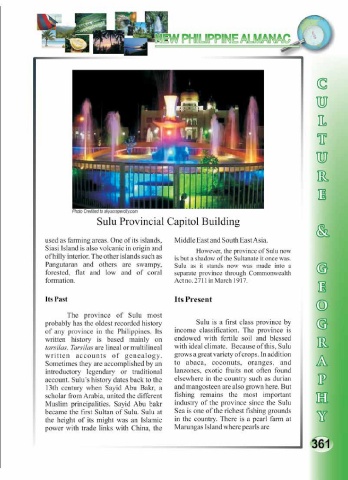 NEW PHILIPPINE ALMANAC
Photo Credited to skyscrapercity.com
Sulu Provincial Capitol Building
used as farming areas. One of its islands,
Siasi Island is also volcanic in origin and
of hilly interior. The other islands such as
Pangutaran and others are swampy,
forested, flat and low and of coral
formation.
Its Past
The province of Sulu most
probably has the oldest recorded history
of any province in the Philippines. Its
written history is based mainly on
tarsilas. Tarsilas are lineal or multilineal
written accounts of genealogy.
Sometimes they are accomplished by an
introductory legendary or traditional
account. Sulu's history dates back to the
13th century when Sayid Abu Bakr, a
scholar from Arabia, united the different
Muslim principalities. Sayid Abu bakr
became the first Sultan of Sulu. Sulu at
the height of its might was an Islamic
power with trade links with China, the
Middle East and South East Asia.
However, the province of Sulu now
is but a shadow of the Sultanate it once was.
Sulu as it stands now was made into a
separate province through Commonwealth
Act no. 2711 in March 1917.
Its Present
Sulu is a first class province by
income classification. The province is
endowed with fertile soil and blessed
with ideal climate. Because of this, Sulu
grows a great variety of crops. In addition
to abaca, coconuts, oranges, and
lanzones, exotic fruits not often found
elsewhere in the country such as durian
and mangosteen are also grown here. But
fishing remains the most important
industry of the province since the Sulu
Sea is one of the richest fishing grounds
in the country. There is a pearl farm at
Marungas Island where pearls are
CULTURE
&
GEOGRAPHY
361